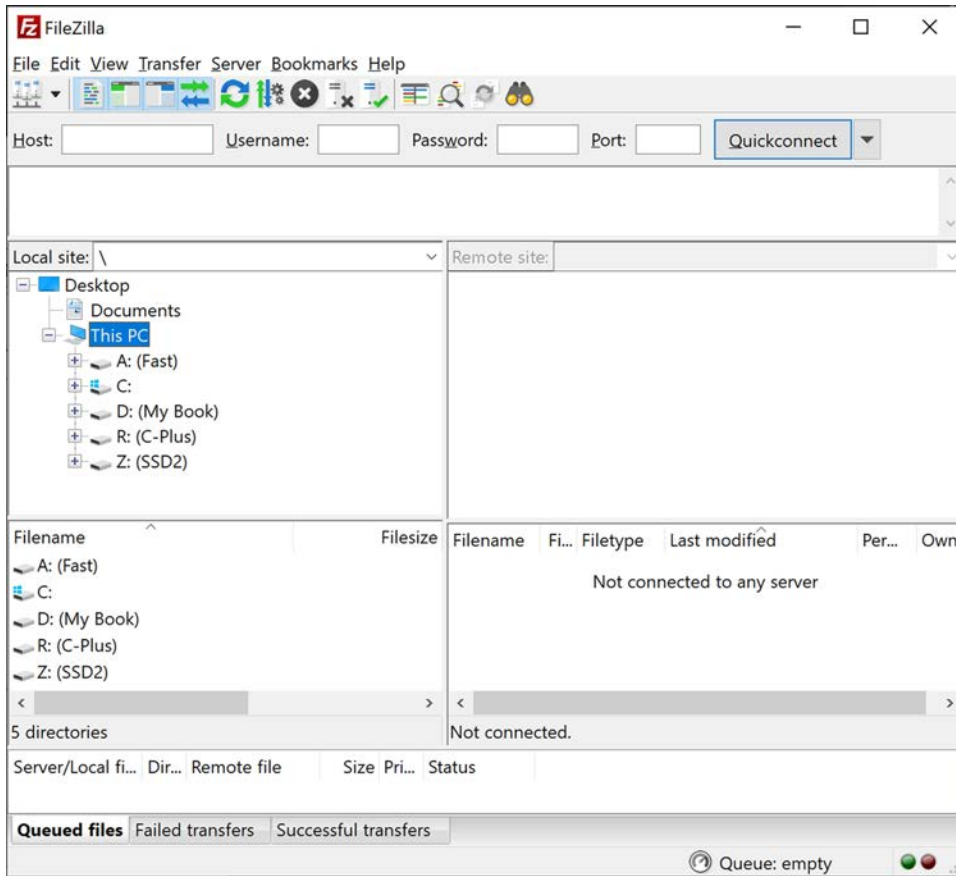 FileZilla
File Edit View Transfer Server Bookmarks Help
Host: Username: Password: Port: Quickconnect
Local site: \
Remote site:
Desktop
Documents
This PC
A: (Fast)
C:
D: (My Book)
R: (C-Plus)
Z: (SSD2)
Filename Filesize
A: (Fast)
C:
D: (My Book)
R: (C-Plus)
Z: (SSD2)
5 directories
Filename Fi... Filetype Last modified Per... Own
Not connected to any server
Not connected.
Server/Local fi... Dir... Remote file Size Pri... Status
Queued files Failed transfers Successful transfers
Queue: empty